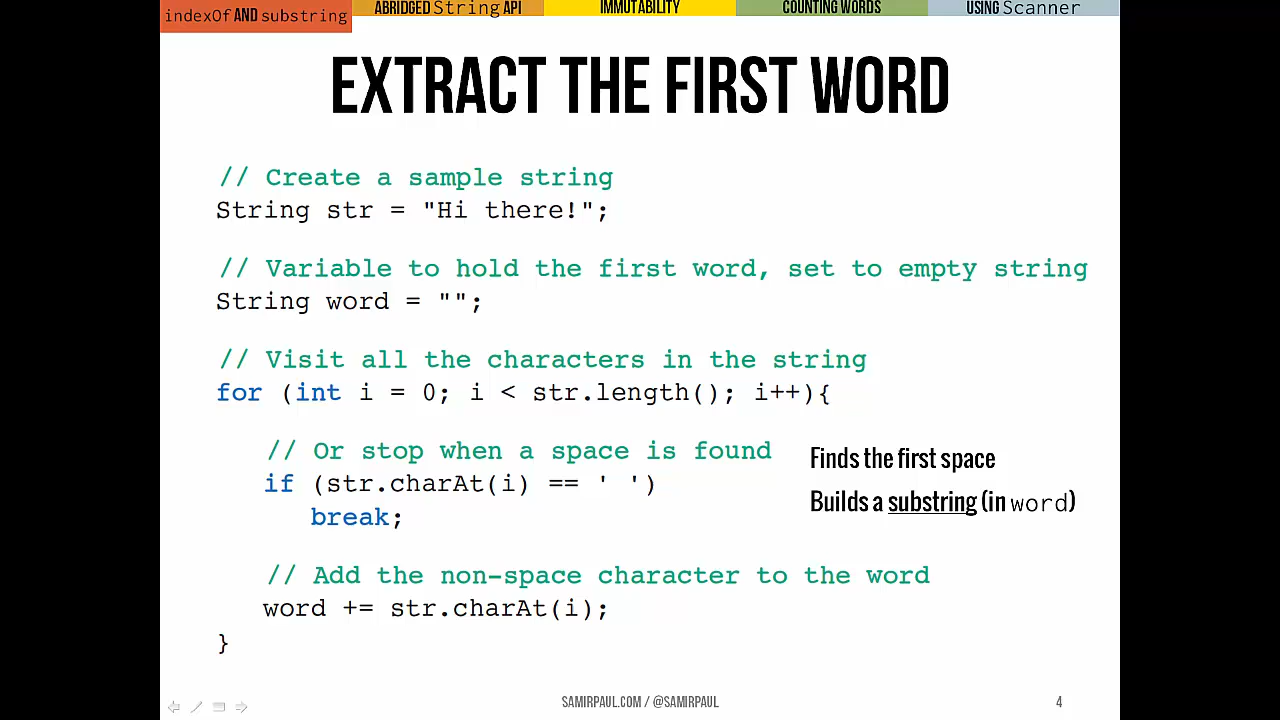 indexOf AND substring
ABRIDGED String API
IMMUTABILITY
COUNTING WORDS
USING Scanner
EXTRACT THE FIRST WORD
// Create a sample string
String str = "Hi there!";
// Variable to hold the first word, set to empty string
String word = "";
// Visit all the characters in the string
for (int i = 0; i < str.length(); i++){
// Or stop when a space is found
if (str.charAt(i) == ' ')
break;
Finds the first space
Builds a substring (in word)
// Add the non-space character to the word
word += str.charAt(i);
}
SAMIRPAUL.COM / @SAMIRPAUL
4